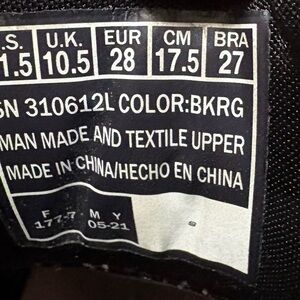 .S. U.K. EUR CM BRA
1.5 10.5 28 17.5 27
SN 310612L COLOR:BKRG
MAN MADE AND TEXTILE UPPER
MADE IN-CHINA/HECHO EN CHINA
F M Y
177-7 05-21